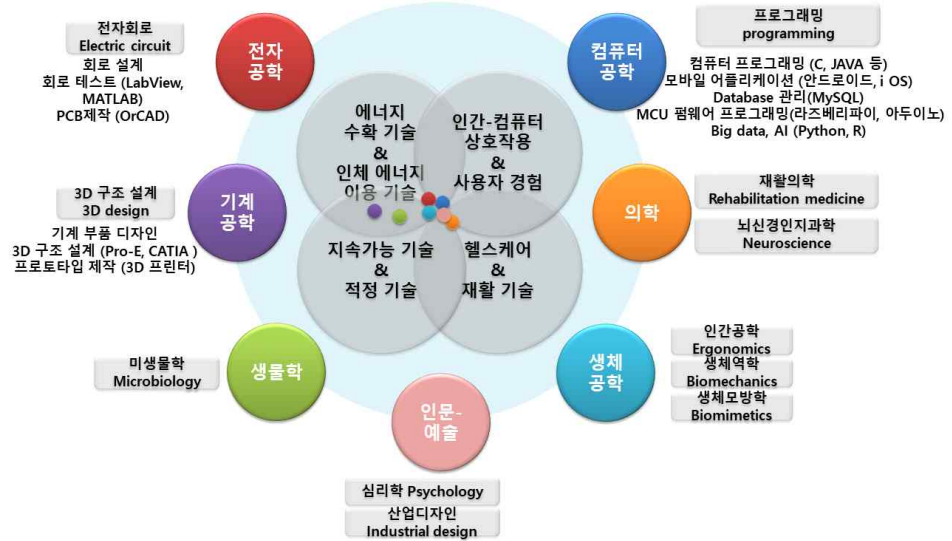 전자회로
Electric circuit
회로 설계
회로 테스트 (LabView,
MATLAB)
PCB제작 (OrCAD)
전자
공학
컴퓨터
공학
프로그래밍
programming
컴퓨터 프로그래밍 (C, JAVA 등)
모바일 어플리케이션 (안드로이드, i OS)
Database 관리(MySQL)
MCU 펌웨어 프로그래밍(라즈베리파이, 아두이노)
Big data, AI (Python, R)
에너지
수확 기술
&
인체 에너지
이용 기술
인간-컴퓨터
상호작용
&
사용자 경험
3D 구조 설계
3D design
기계 부품 디자인
3D 구조 설계 (Pro-E, CATIA )
프로토타입 제작 (3D 프린터)
기계
공학
의학
재활의학
Rehabilitation medicine
뇌신경인지과학
Neuroscience
지속가능 기술
&
적정 기술
헬스케어
&
재활 기술
미생물학
Microbiology
생물학
생체
공학
인간공학
Ergonomics
생체역학
Biomechanics
생체모방학
Biomimetics
인문-
예술
심리학 Psychology
산업디자인
Industrial design